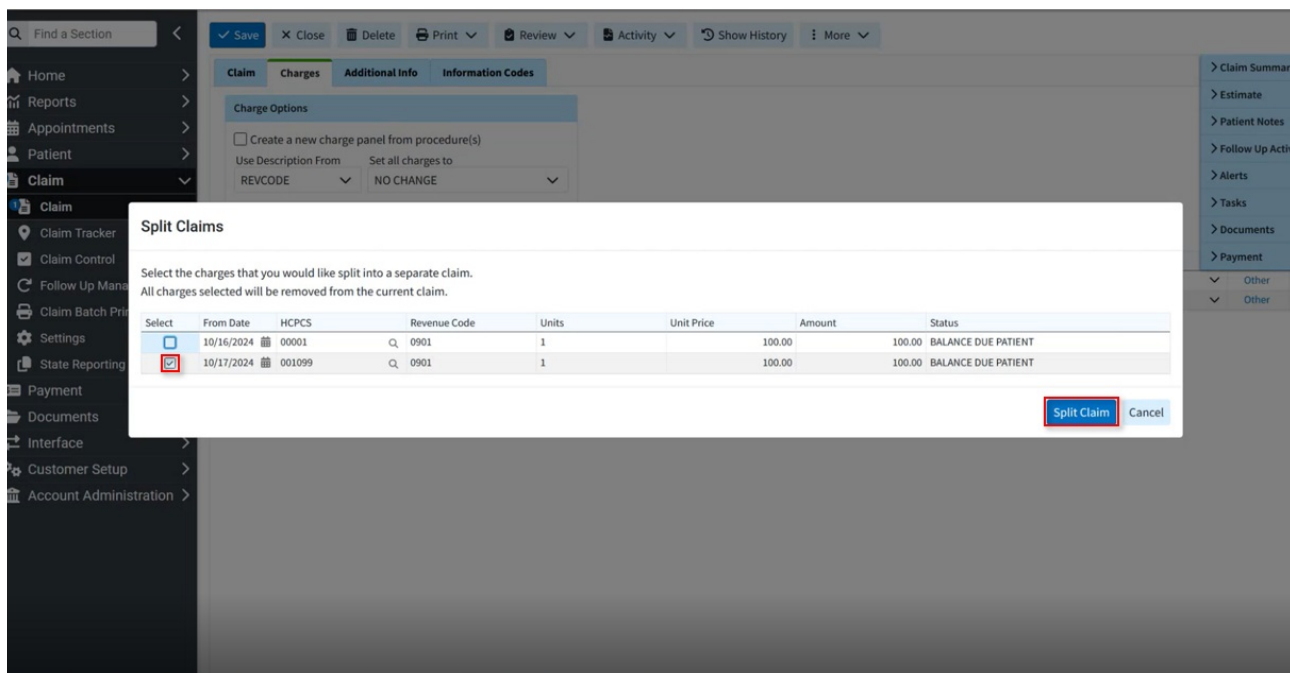 Find a Section
Save Close Delete Print Review Activity Show History More
Home
Reports
Appointments
Patient
Claim
1 Claim
Claim Tracker
Claim Control
Follow Up Mana
Claim Batch Prin
Settings
State Reporting
Payment
Documents
Interface
Customer Setup
Account Administration
Claim Charges Additional Info Information Codes
Charge Options
Create a new charge panel from procedure(s)
Use Description From Set all charges to
REVCODE NO CHANGE
Claim Summar
Estimate
Patient Notes
Follow Up Activ
Alerts
Tasks
Documents
Payment
Other
Other
Split Claims
Select the charges that you would like split into a separate claim.
All charges selected will be removed from the current claim.
Select From Date HCPCS Revenue Code Units Unit Price Amount Status
10/16/2024 00001 0901 1 100.00 100.00 BALANCE DUE PATIENT
10/17/2024 001099 0901 1 100.00 100.00 BALANCE DUE PATIENT
Split Claim Cancel